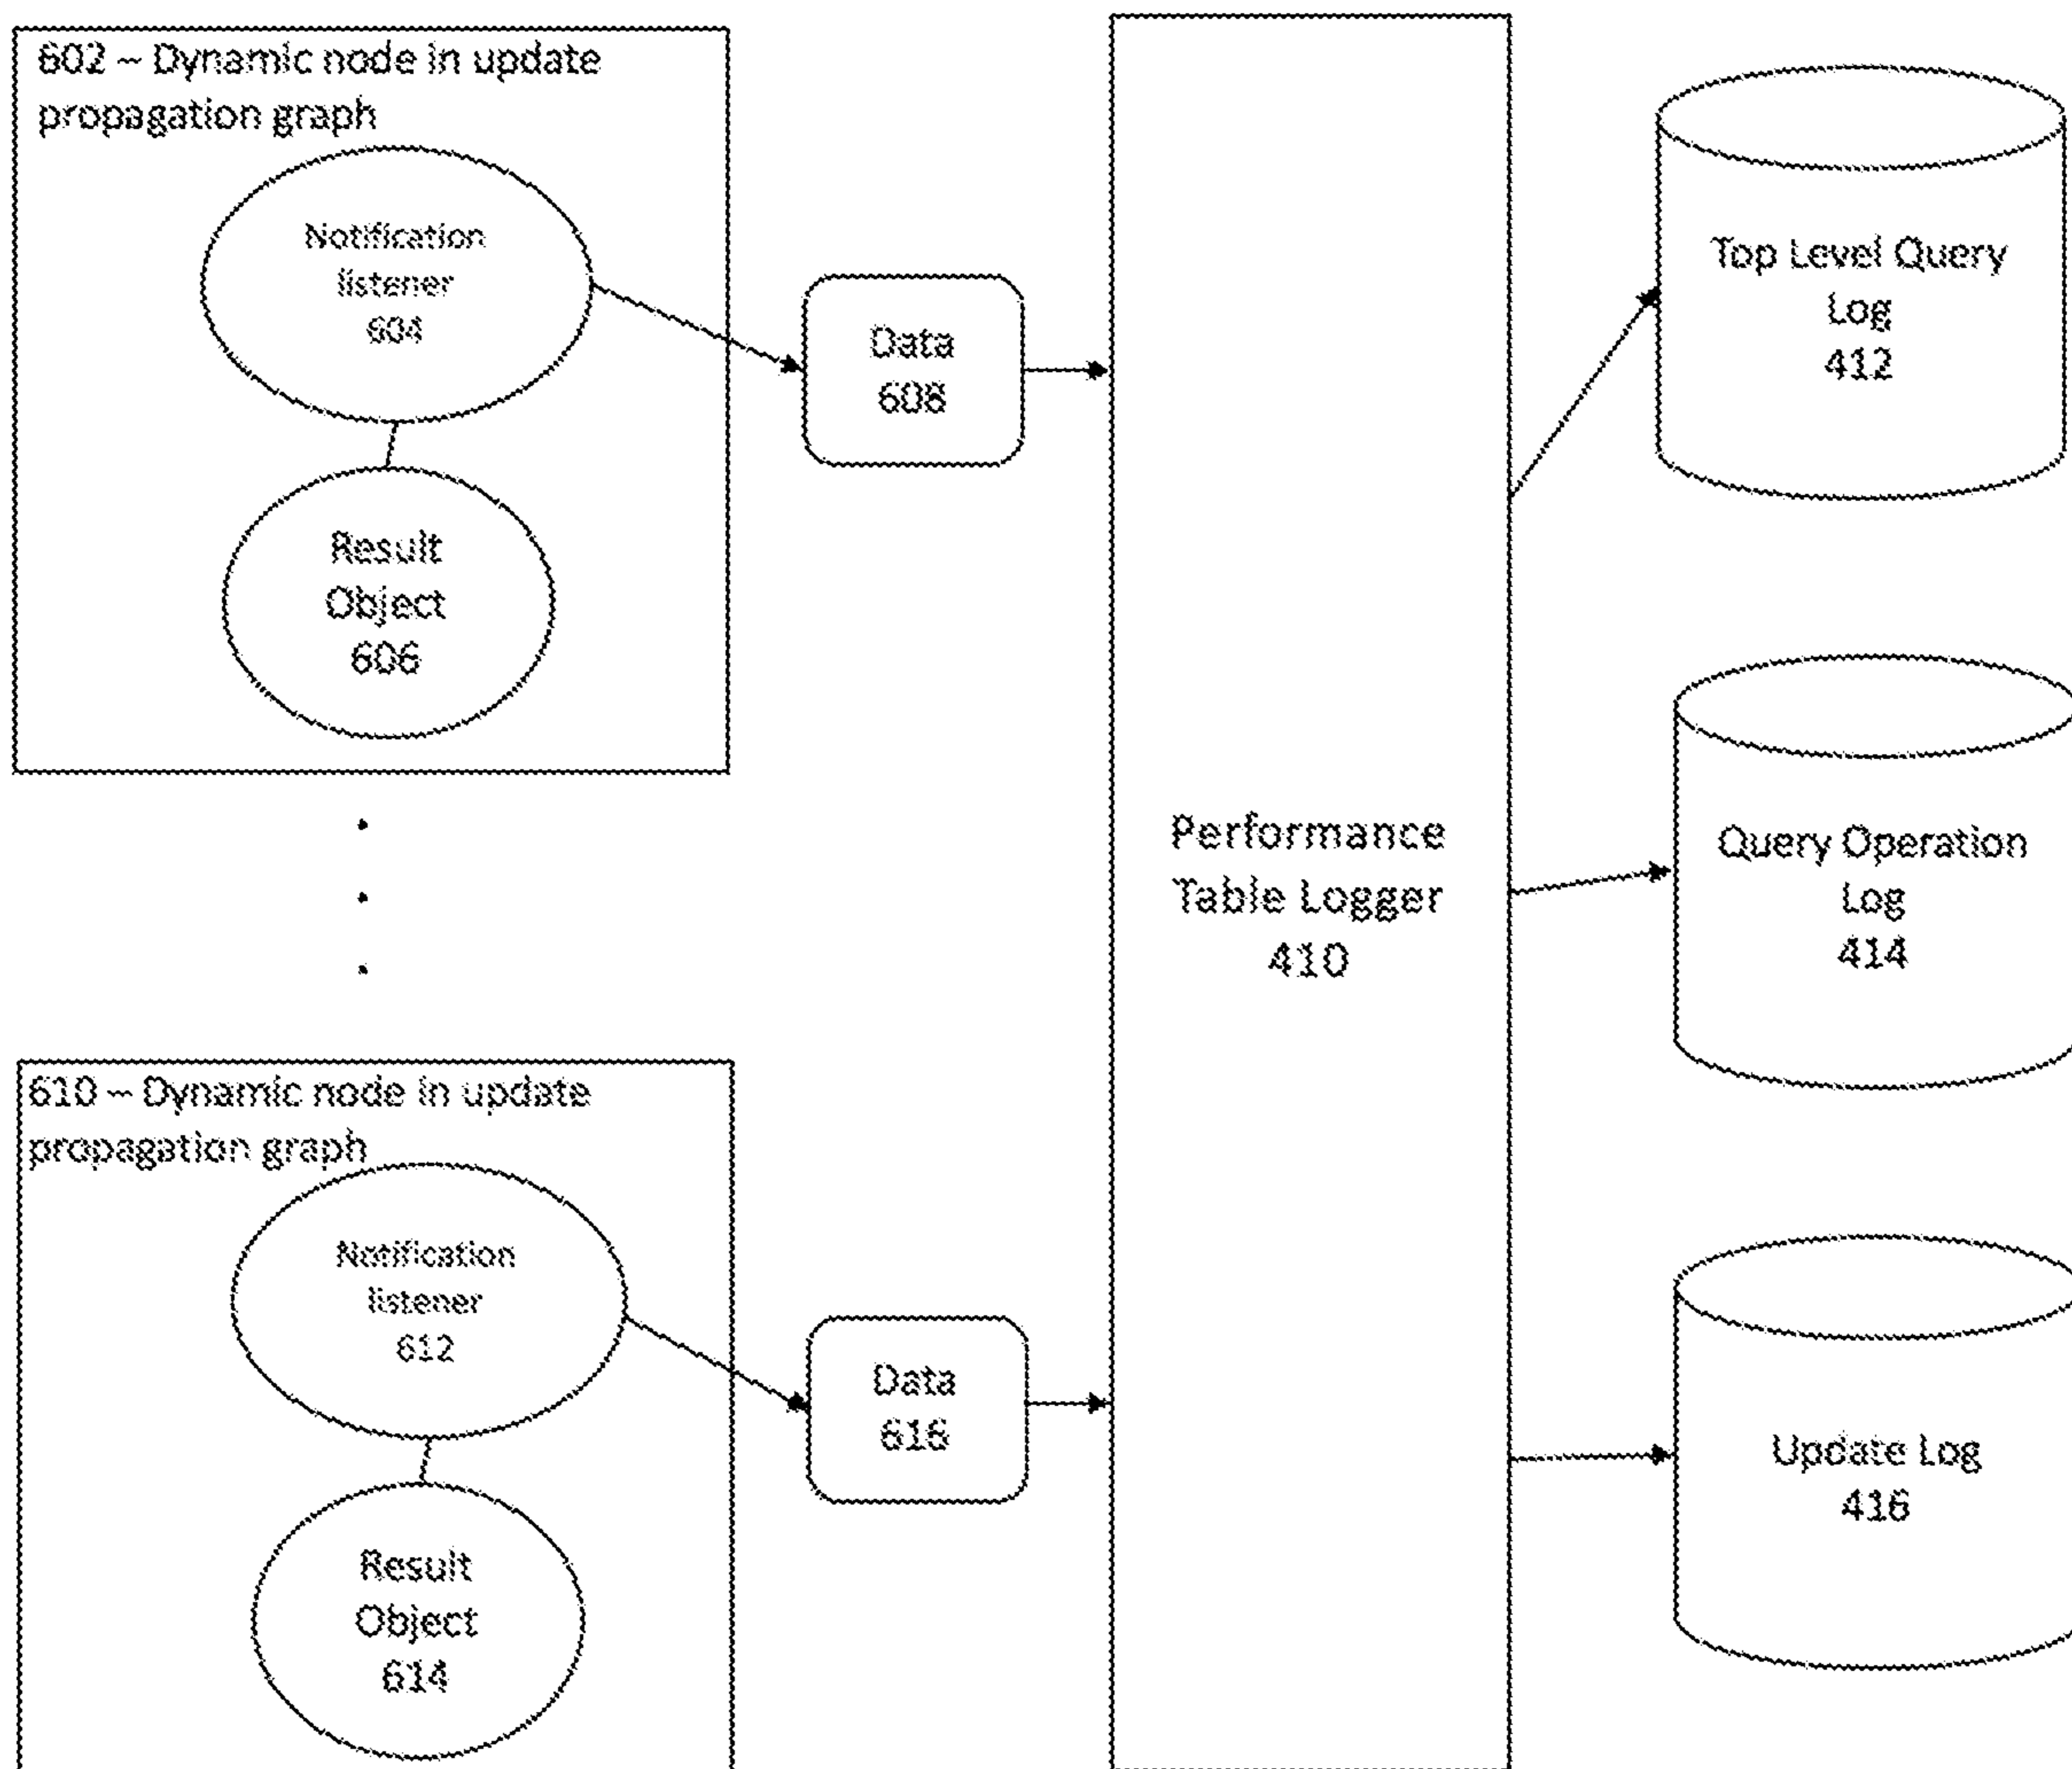 602 – Dynamic node in update
propagation graph
Notification
listener
604
Result
Object
606
Data
608
610 – Dynamic node in update
propagation graph
Notification
listener
612
Result
Object
614
Data
616
Performance
Table Logger
410
Top Level Query
Log
412
Query Operation
Log
414
Update Log
416